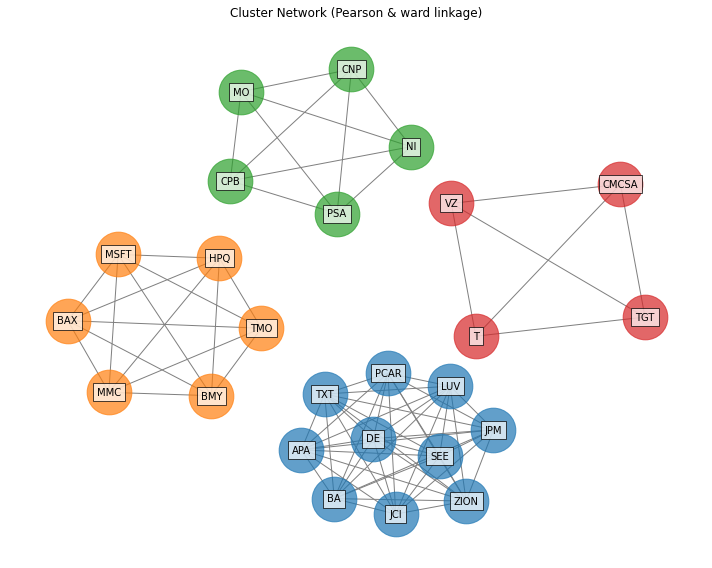 Cluster Network (Pearson & ward linkage)
CNP
MO
NI
CPB
PSA
CMCSA
VZ
TGT
T
MSFT
HPQ
BAX
TMO
MMC
BMY
PCAR
LUV
TXT
JPM
DE
APA
SEE
BA
ZION
JCI